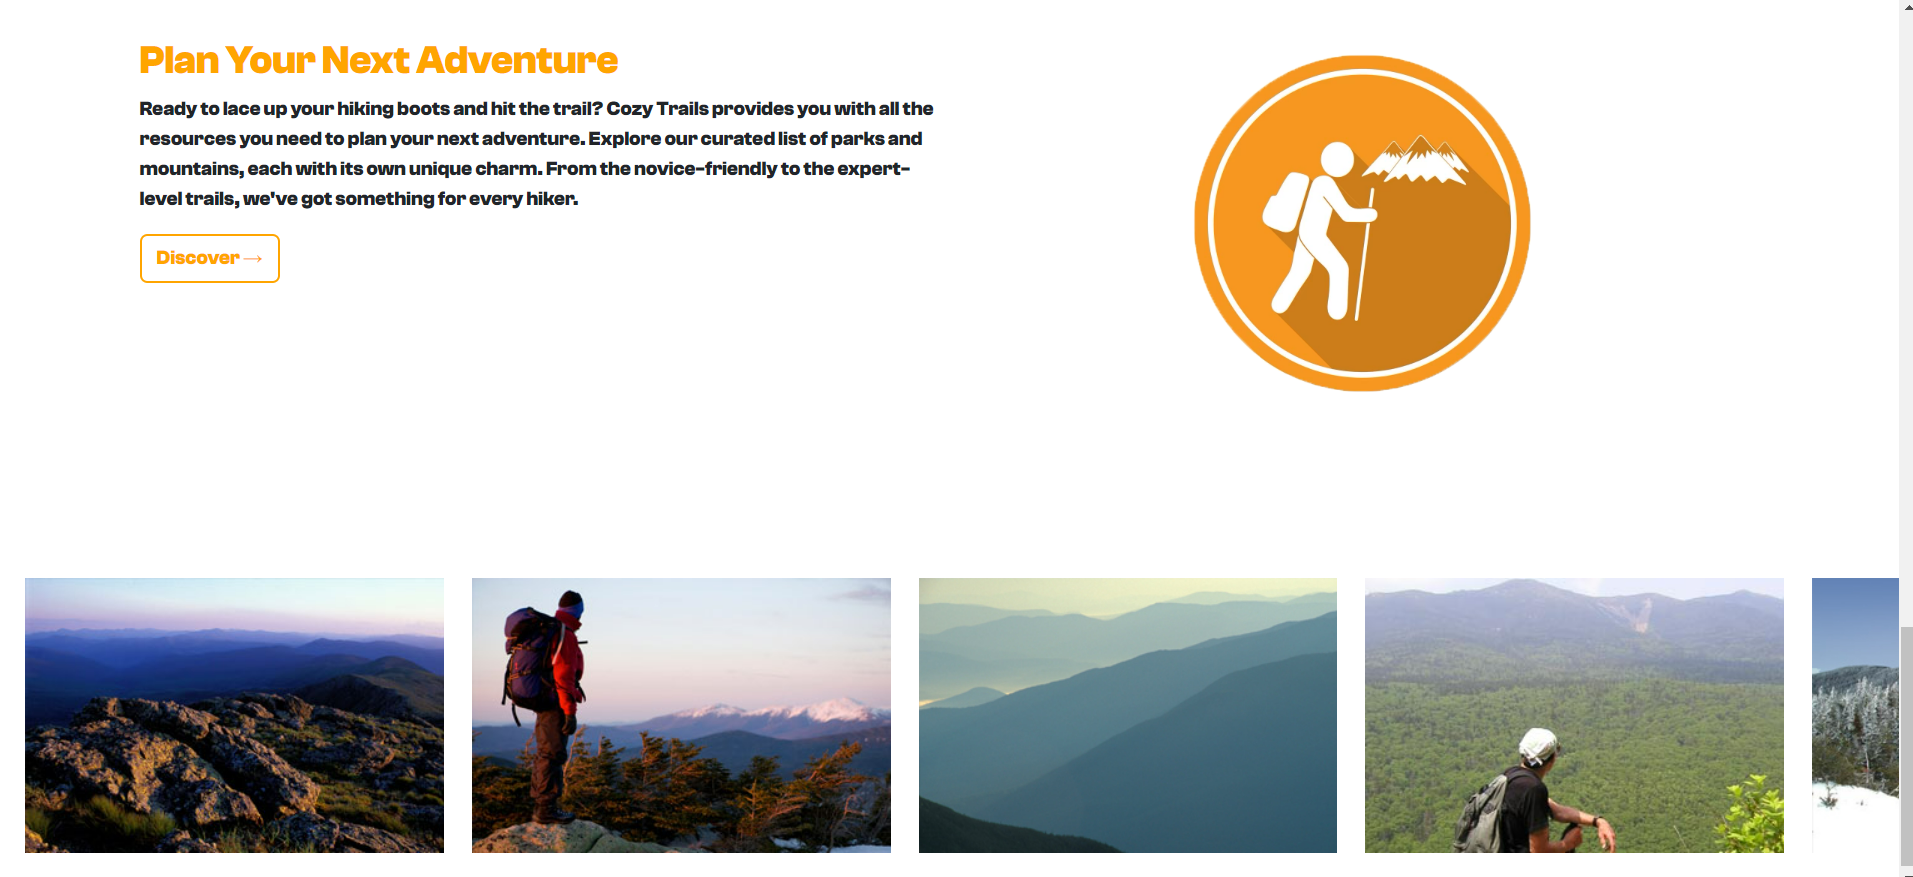 Plan Your Next Adventure
Ready to lace up your hiking boots and hit the trail? Cozy Trails provides you with all the
resources you need to plan your next adventure. Explore our curated list of parks and
mountains, each with its own unique charm. From the novice-friendly to the expert-
level trails, we've got something for every hiker.
Discover →